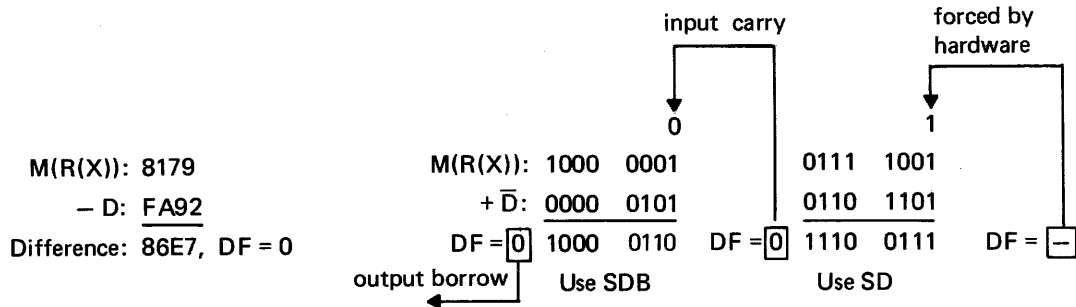 input carry
forced by
hardware
0 1
M(R(X)): 8179 M(R(X)): 1000 0001 0111 1001
− D: FA92 + D̅: 0000 0101 0110 1101
Difference: 86E7, DF = 0 DF = 0 1000 0110 DF = 0 1110 0111 DF = −
output borrow Use SDB Use SD